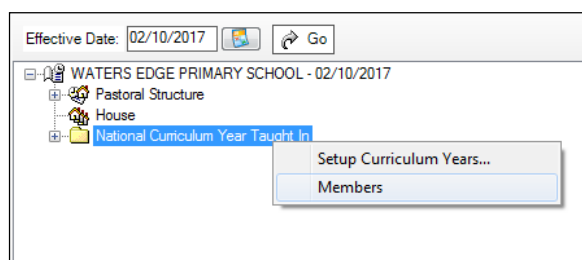 Effective Date: 02/10/2017 Go
WATERS EDGE PRIMARY SCHOOL - 02/10/2017
Pastoral Structure
House
National Curriculum Year Taught In
Setup Curriculum Years...
Members